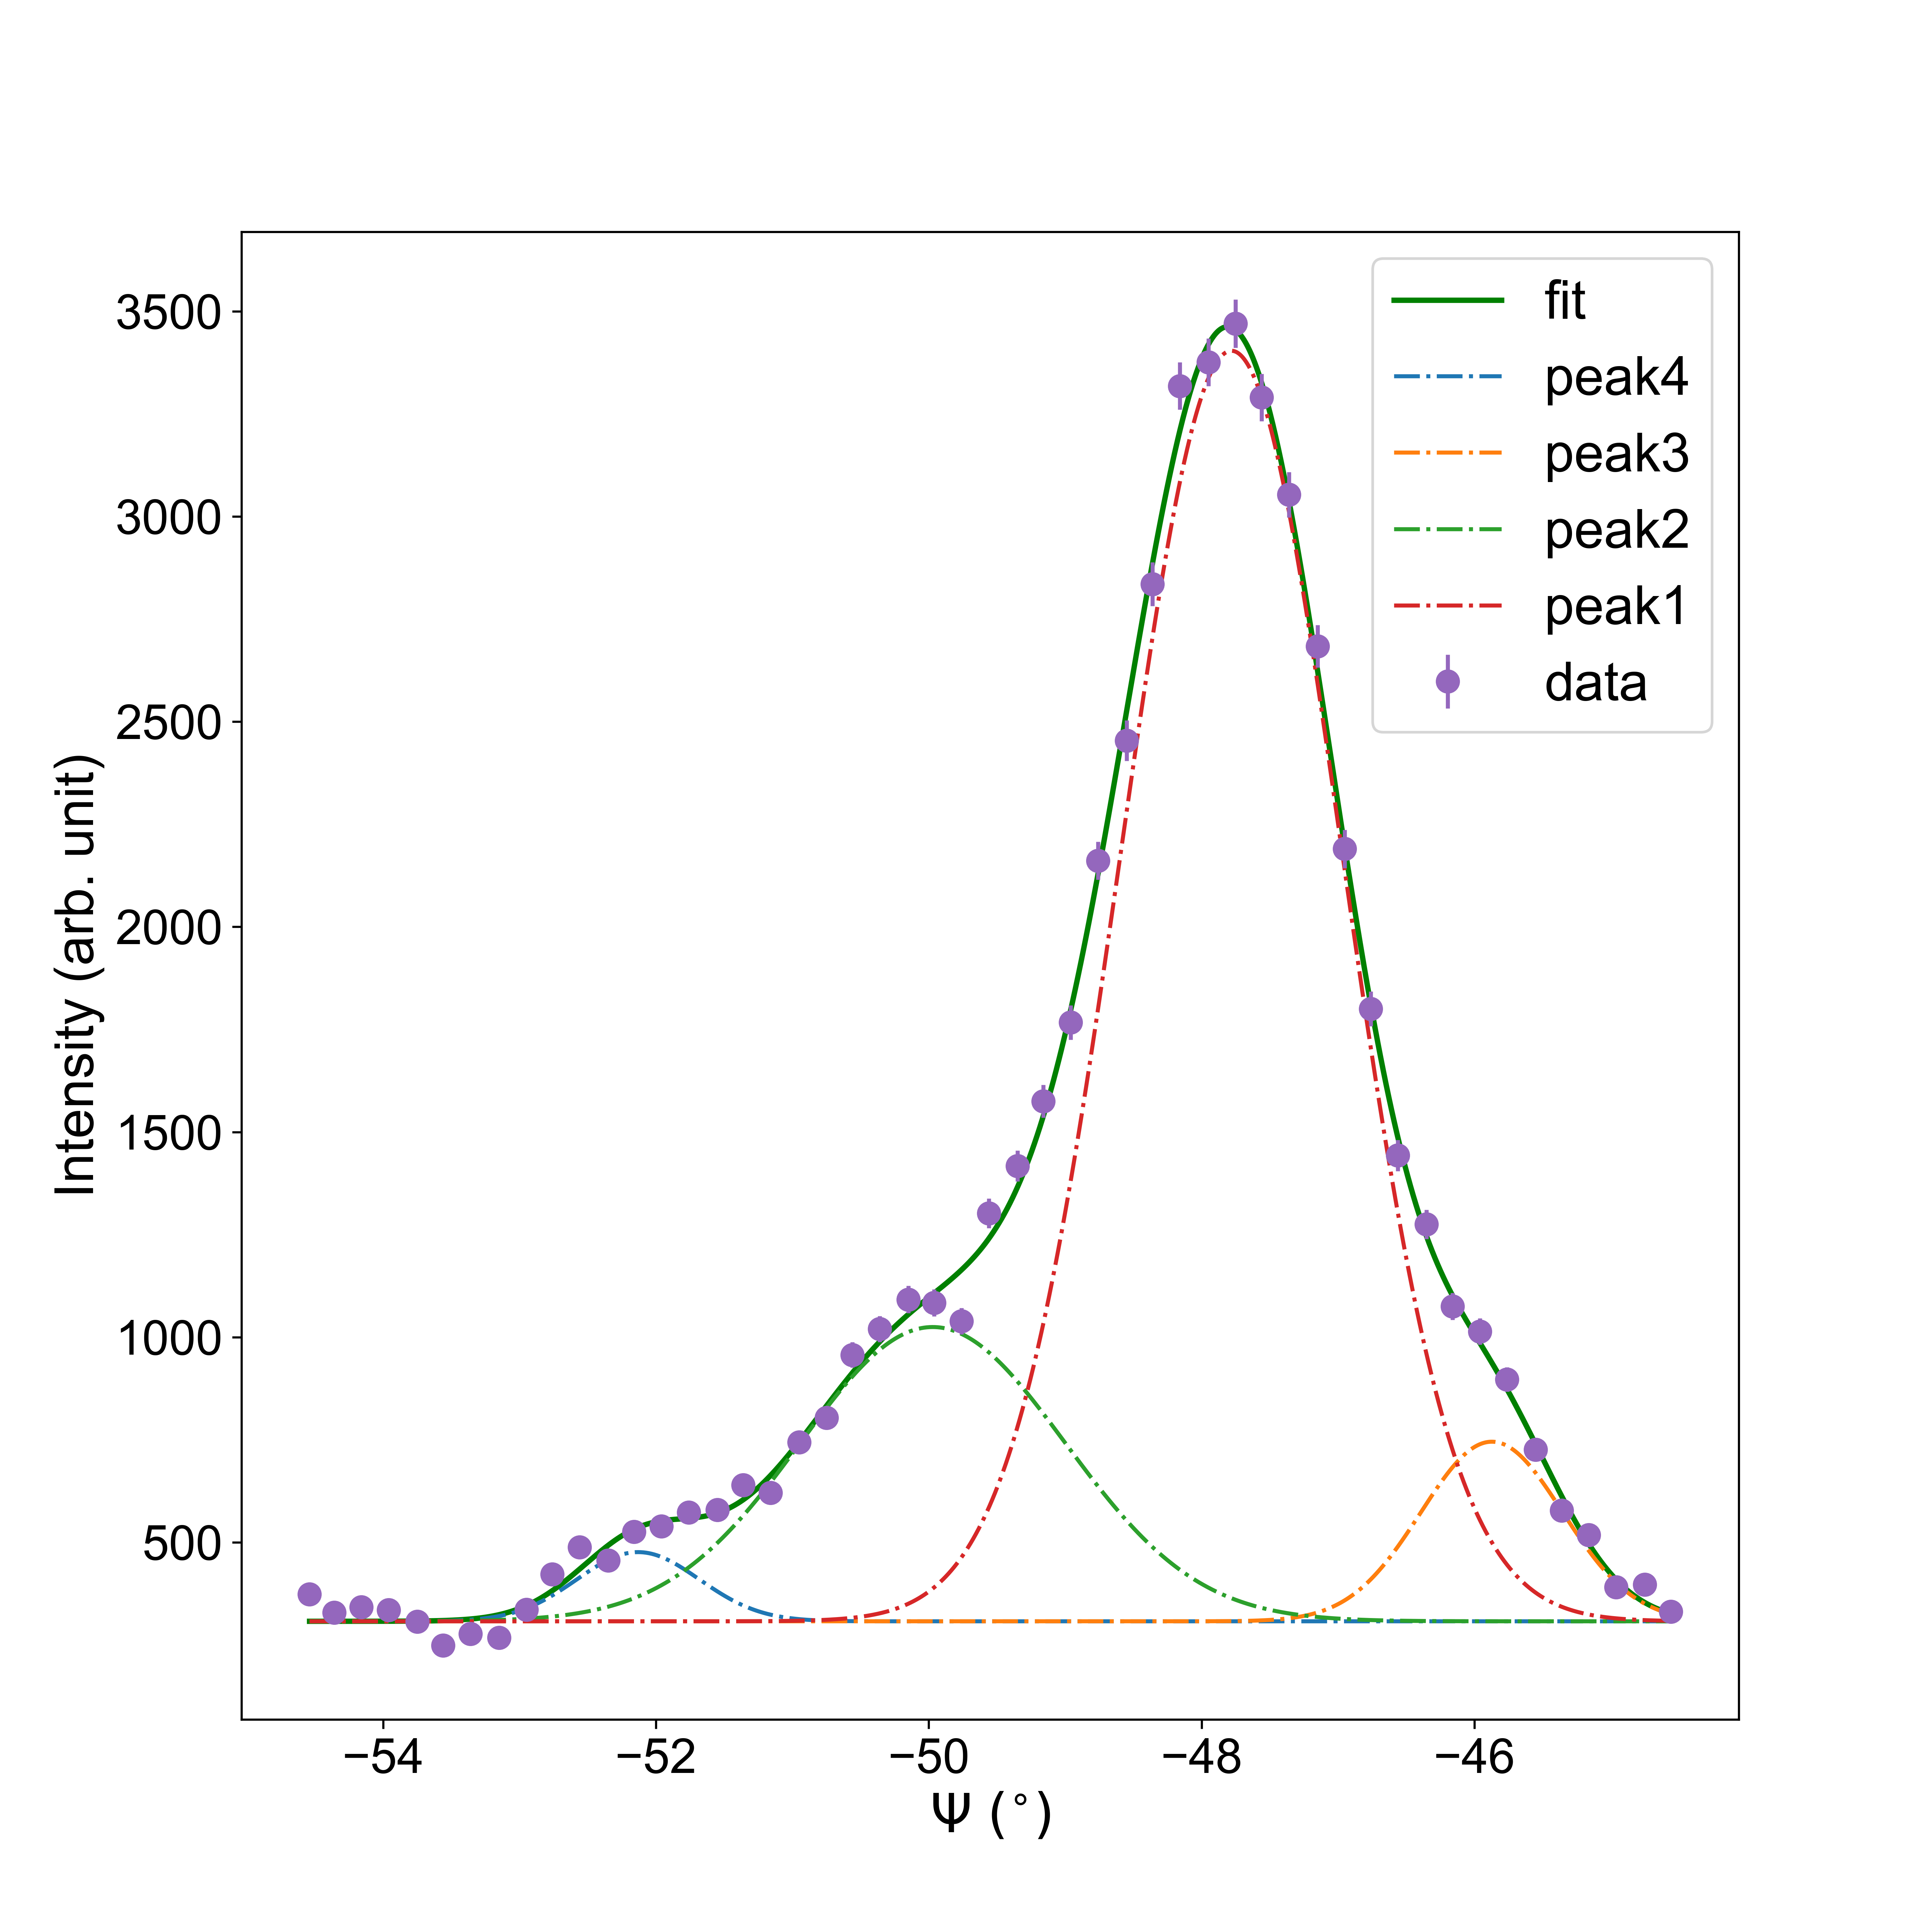 fit
peak4
peak3
peak2
peak1
data
3500
3000
2500
2000
1500
1000
500
Intensity (arb. unit)
−54 −52 −50 −48 −46
Ψ (°)